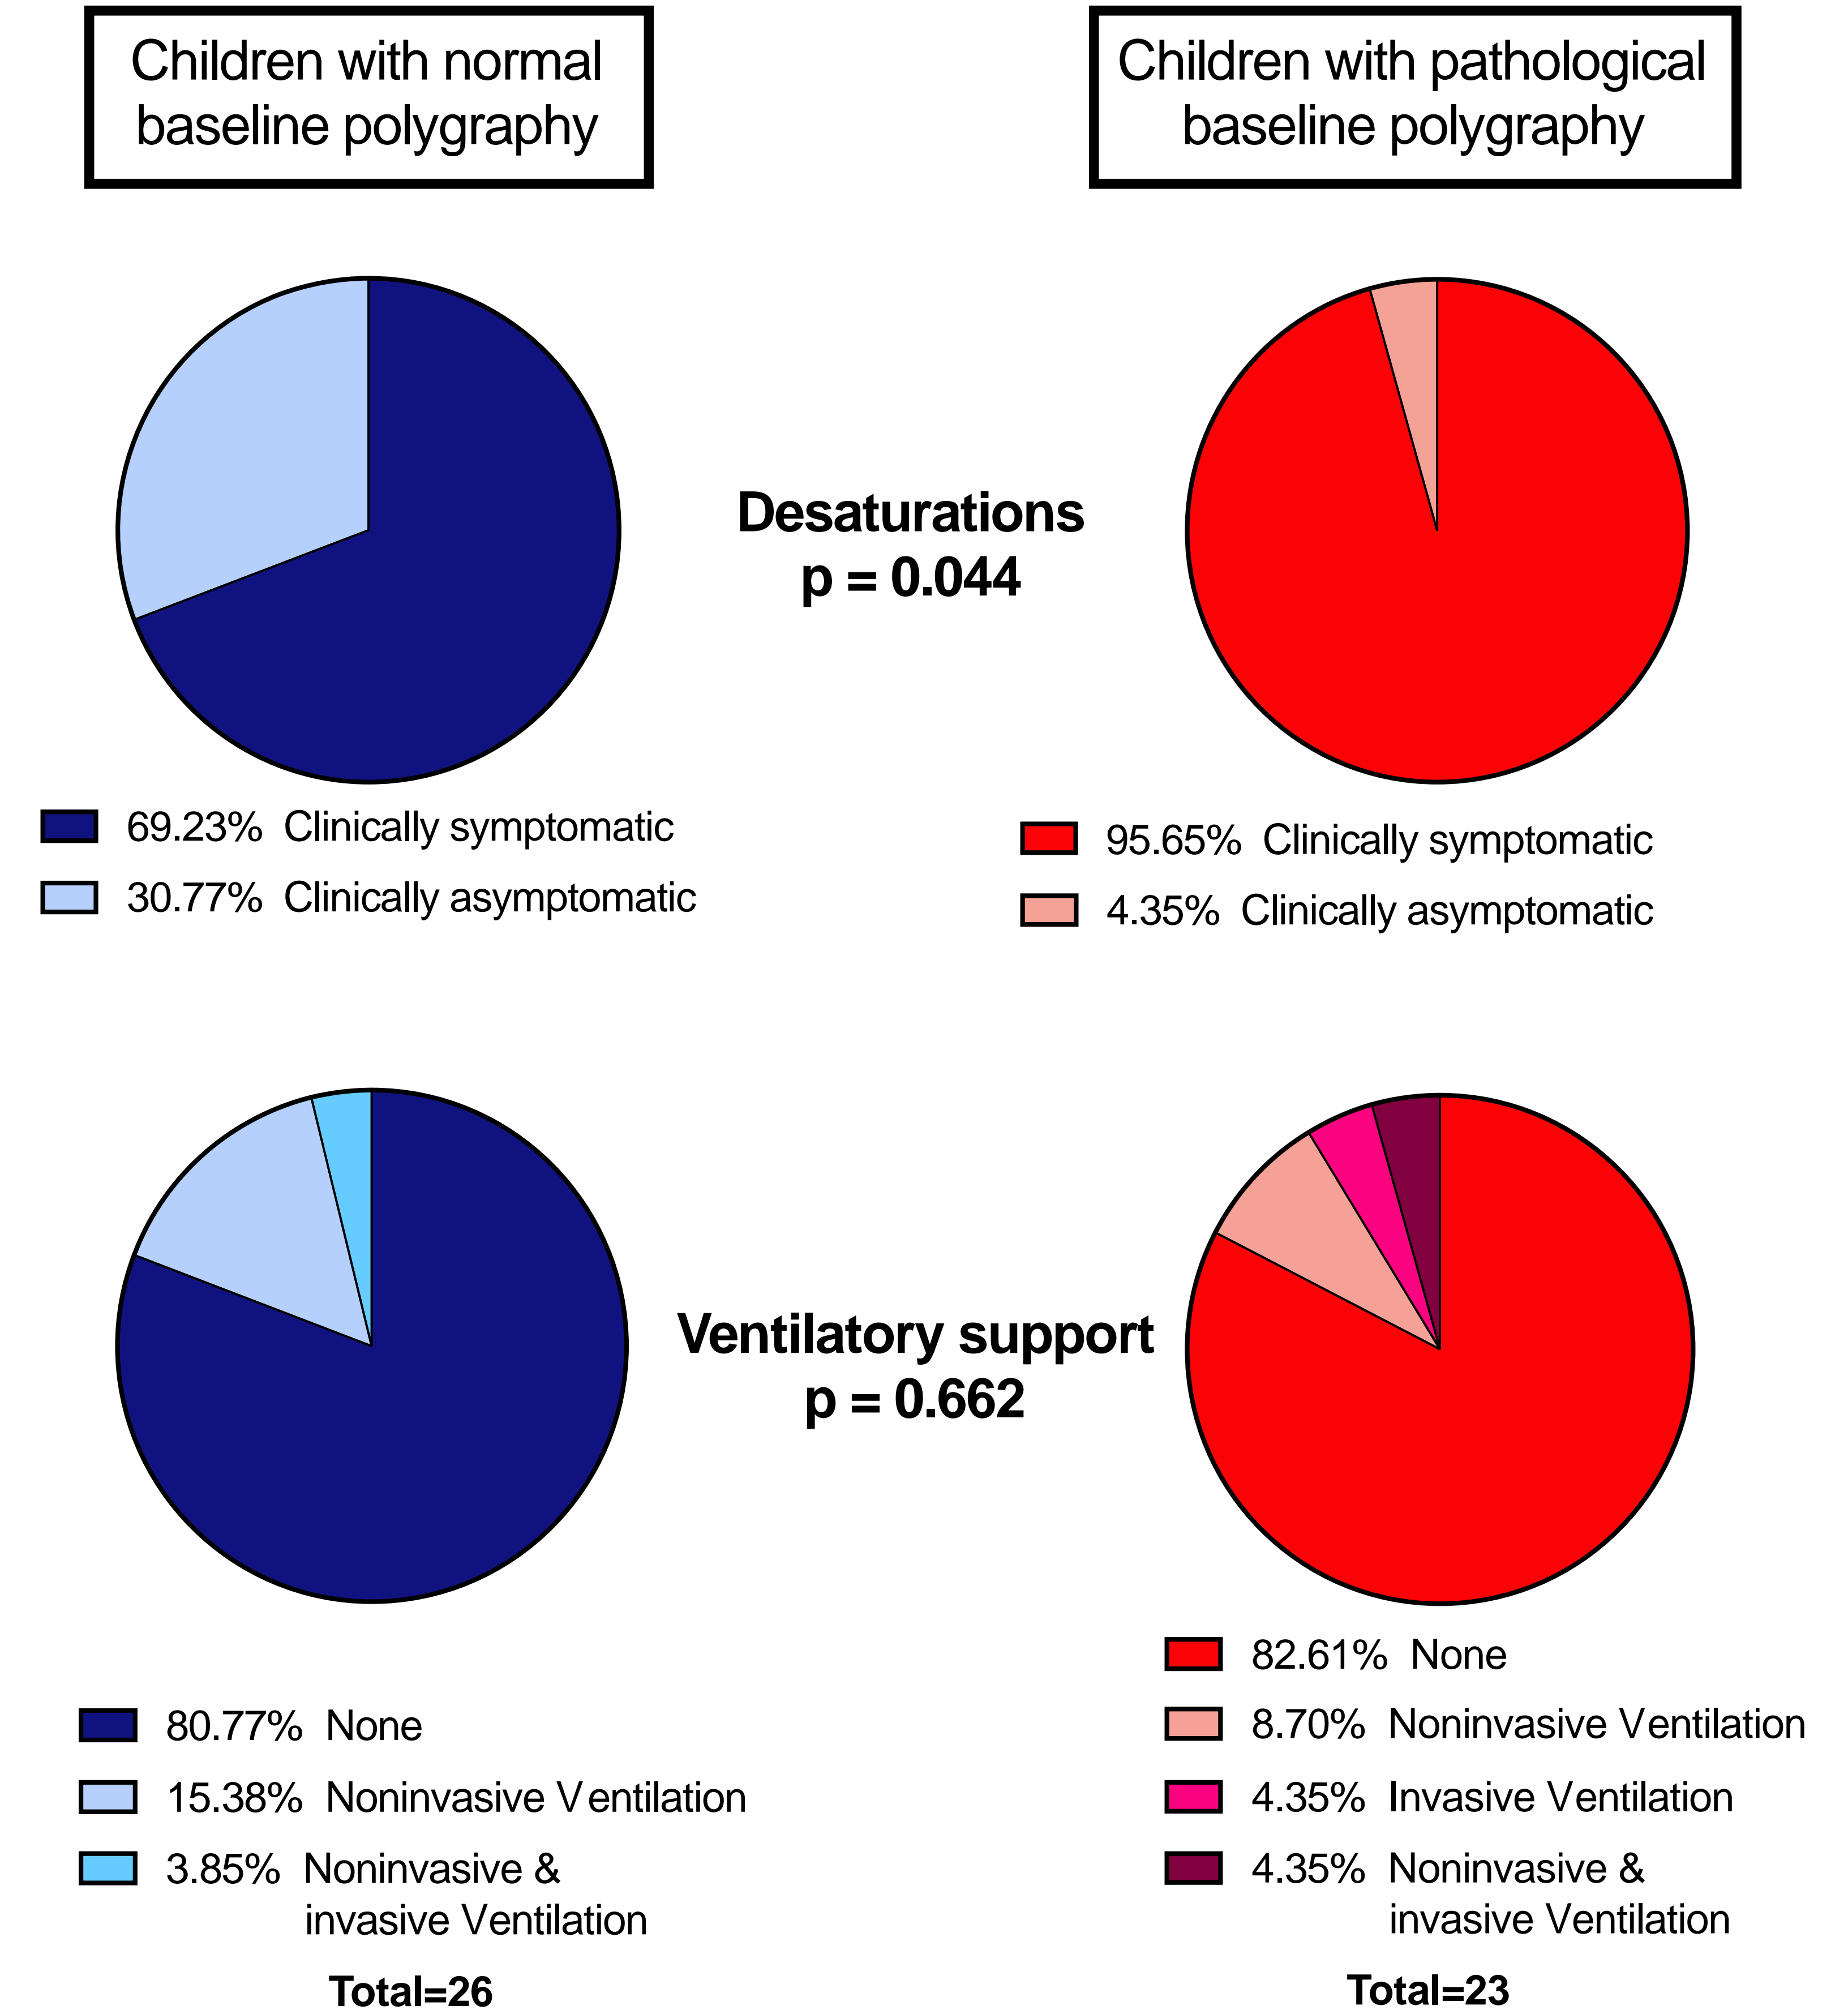 Children with normal
baseline polygraphy
Children with pathological
baseline polygraphy
Desaturations
p = 0.044
69.23% Clinically symptomatic
30.77% Clinically asymptomatic
95.65% Clinically symptomatic
4.35% Clinically asymptomatic
Ventilatory support
p = 0.662
80.77% None
15.38% Noninvasive Ventilation
3.85% Noninvasive &
invasive Ventilation
Total=26
82.61% None
8.70% Noninvasive Ventilation
4.35% Invasive Ventilation
4.35% Noninvasive &
invasive Ventilation
Total=23